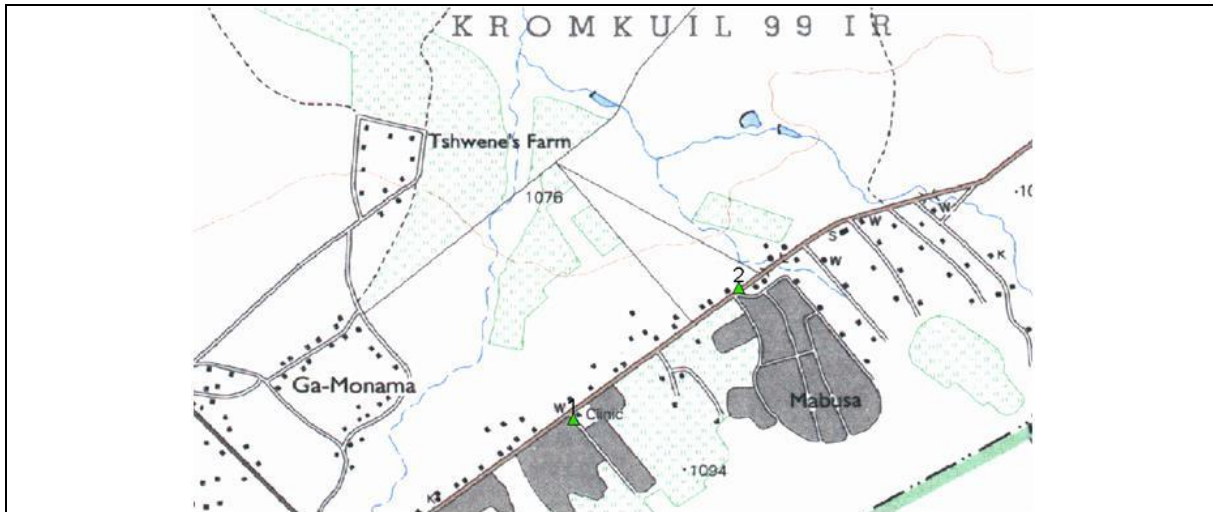 KROMKUIL 99 IR
Tshwene's Farm
1076
W
S
W
W
K
2
Ga-Monama
Mabusa
W
1
Clinic
1094
K